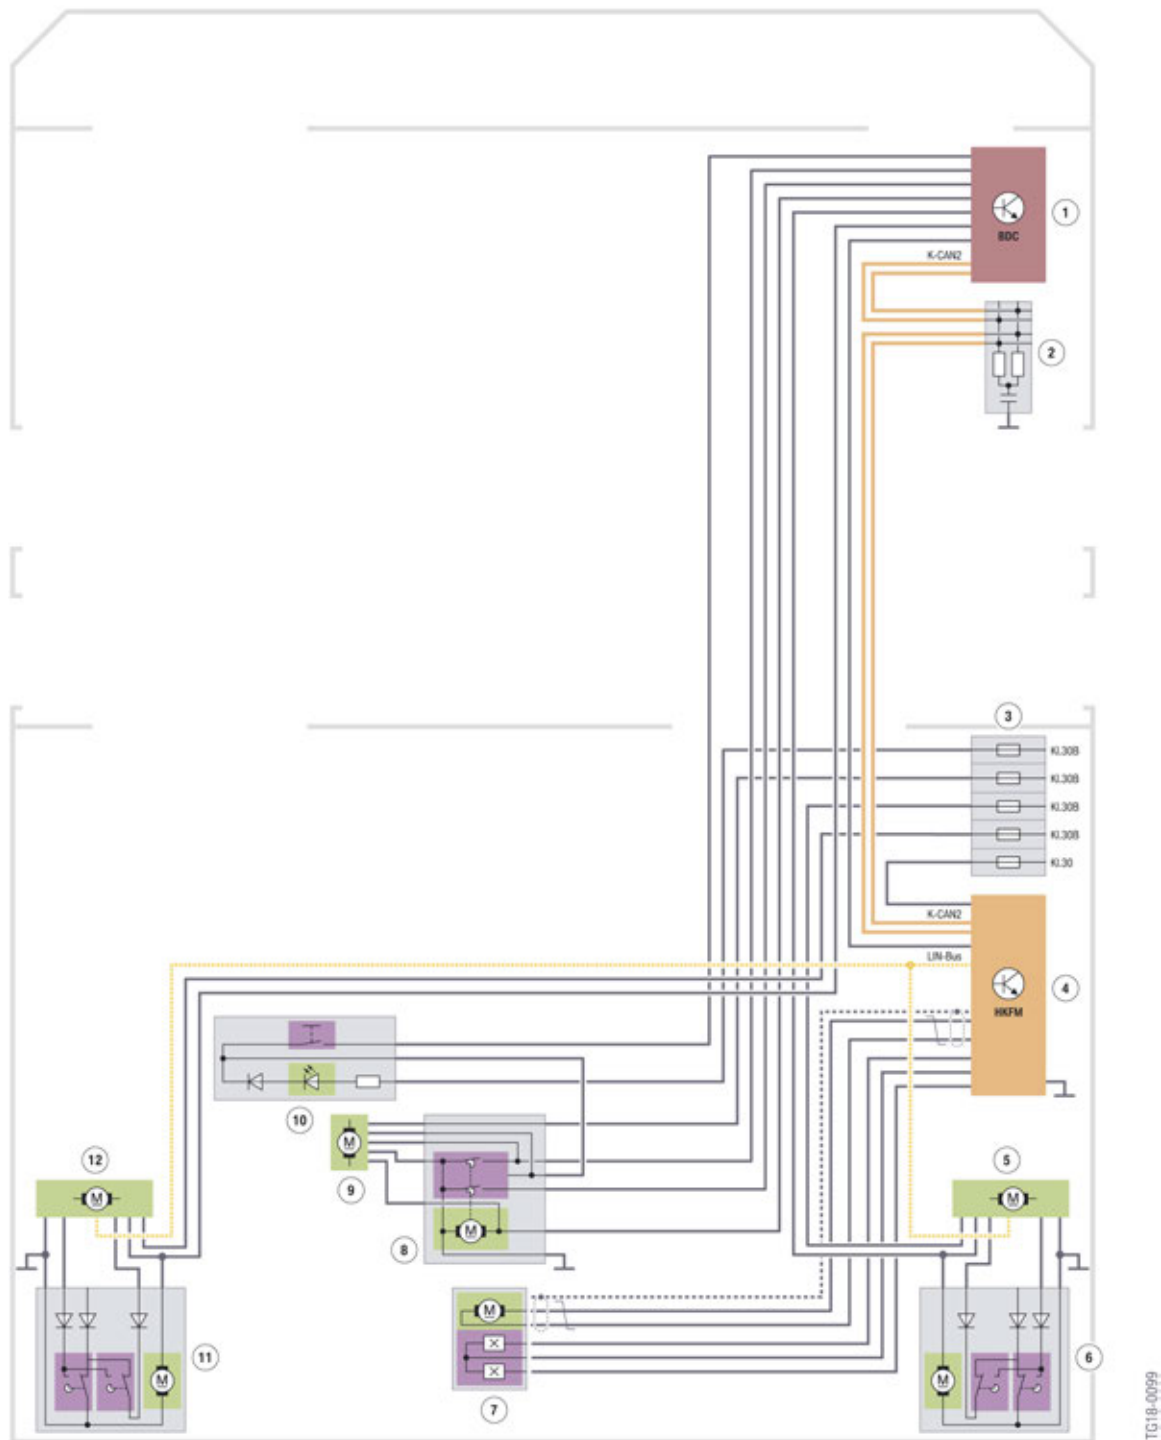 1
BDC
K-CAN2
2
3
Kl.30B
Kl.30B
Kl.30B
Kl.30B
Kl.30
K-CAN2
LIN-Bus
4
HKFM
10
12
M
9
M
8
M
5
M
M
7
11
M
6
M
TG18-0099